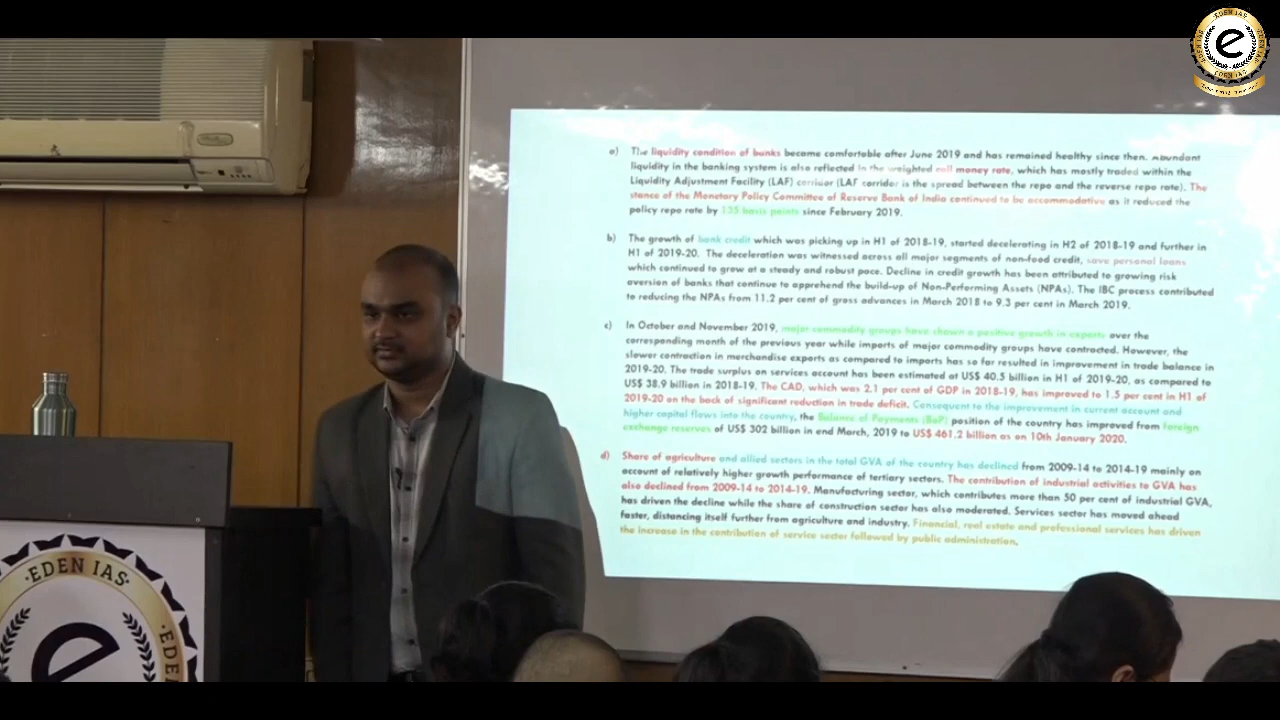 a) The liquidity condition of banks became comfortable after June 2019 and has remained healthy since then. Abundant
liquidity in the banking system is also reflected in the weighted call money rate, which has mostly traded within the
Liquidity Adjustment Facility (LAF) corridor (LAF corridor is the spread between the repo and the reverse repo rate). The
stance of the Monetary Policy Committee of Reserve Bank of India continued to be accommodative as it reduced the
policy repo rate by 135 basis points since February 2019.
b) The growth of bank credit which was picking up in H1 of 2018-19, started decelerating in H2 of 2018-19 and further in
H1 of 2019-20. The deceleration was witnessed across all major segments of non-food credit, save personal loans
which continued to grow at a steady and robust pace. Decline in credit growth has been attributed to growing risk
aversion of banks that continue to apprehend the build-up of Non-Performing Assets (NPAs). The IBC process contributed
to reducing the NPAs from 11.2 per cent of gross advances in March 2018 to 9.3 per cent in March 2019.
c) In October and November 2019, major commodity groups have shown a positive growth in exports over the
corresponding month of the previous year while imports of major commodity groups have contracted. However, the
slower contraction in merchandise exports as compared to imports has so far resulted in improvement in trade balance in
2019-20. The trade surplus on services account has been estimated at US$ 40.5 billion in H1 of 2019-20, as compared to
US$ 38.9 billion in 2018-19. The CAD, which was 2.1 per cent of GDP in 2018-19, has improved to 1.5 per cent in H1 of
2019-20 on the back of significant reduction in trade deficit. Consequent to the improvement in current account and
higher capital flows into the country, the Balance of Payments (BoP) position of the country has improved from foreign
exchange reserves of US$ 302 billion in end March, 2019 to US$ 461.2 billion as on 10th January 2020.
d) Share of agriculture and allied sectors in the total GVA of the country has declined from 2009-14 to 2014-19 mainly on
account of relatively higher growth performance of tertiary sectors. The contribution of industrial activities to GVA has
also declined from 2009-14 to 2014-19. Manufacturing sector, which contributes more than 50 per cent of industrial GVA,
has driven the decline while the share of construction sector has also moderated. Services sector has moved ahead
faster, distancing itself further from agriculture and industry. Financial, real estate and professional services has driven
the increase in the contribution of service sector followed by public administration.
·EDEN IAS·
EDE
e
EDEN IAS
e
EDEN IAS